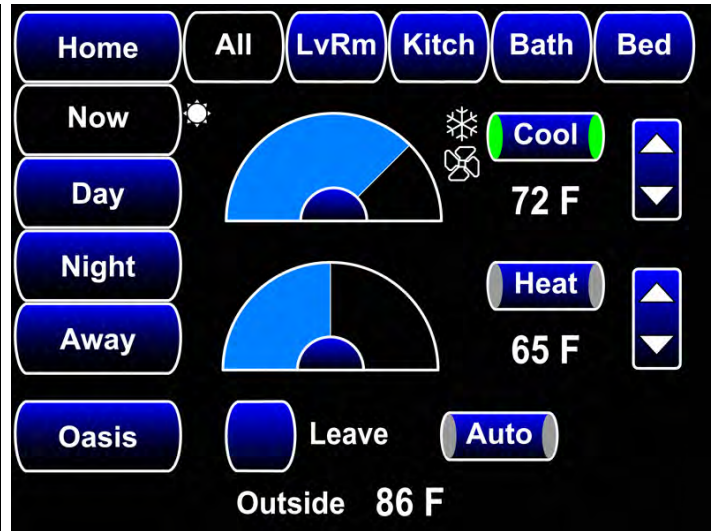 Home All LvRm Kitch Bath Bed
Now
Cool
Day
72 F
Night
Heat
Away
65 F
Oasis Leave Auto
Outside 86 F